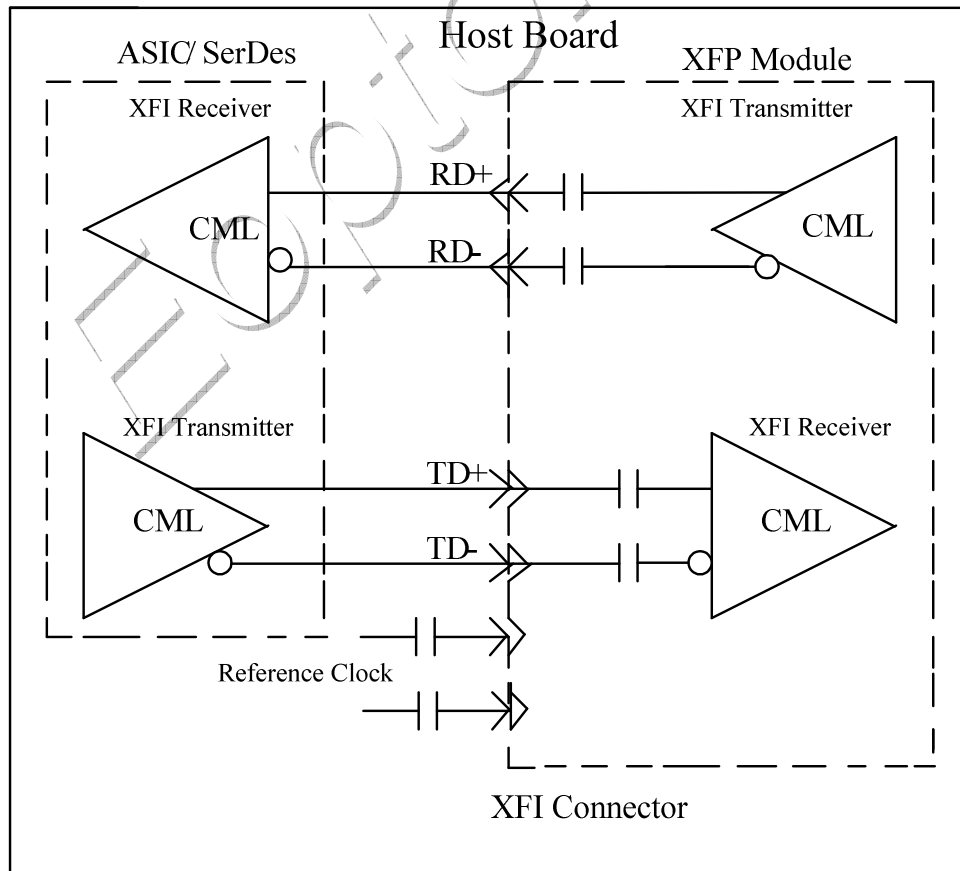 Host Board
ASIC/ SerDes
XFP Module
XFI Receiver
XFI Transmitter
RD+
CML
CML
RD-
XFI Transmitter
XFI Receiver
TD+
CML
CML
TD-
Reference Clock
XFI Connector